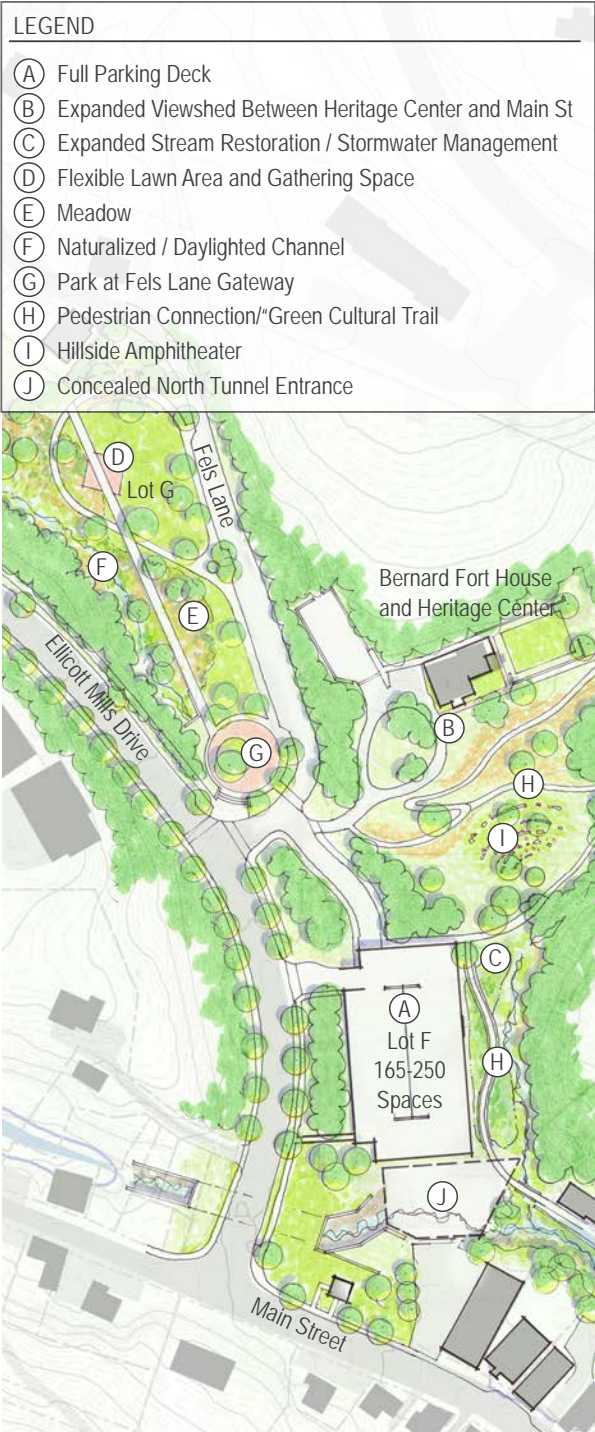 LEGEND
A Full Parking Deck
B Expanded Viewshed Between Heritage Center and Main St
C Expanded Stream Restoration / Stormwater Management
D Flexible Lawn Area and Gathering Space
E Meadow
F Naturalized / Daylighted Channel
G Park at Fels Lane Gateway
H Pedestrian Connection/“Green Cultural Trail
I Hillside Amphitheater
J Concealed North Tunnel Entrance
D
Lot G
Fels Lane
F
E
Bernard Fort House
and Heritage Center
Ellicott Mills Drive
B
G
H
I
C
A
Lot F
165-250
Spaces
H
J
Main Street